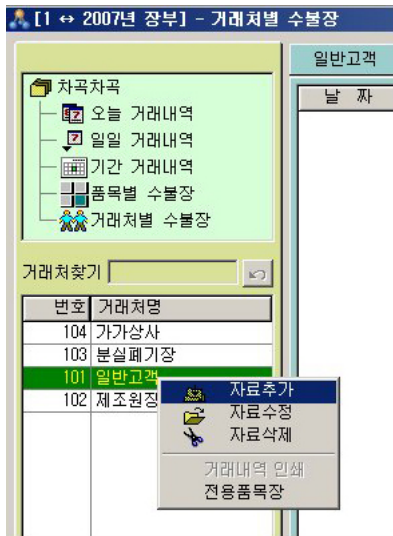 [1 ↔ 2007년 장부] - 거래처별 수불장
일반고객
날 짜
차곡차곡
오늘 거래내역
일일 거래내역
기간 거래내역
품목별 수불장
거래처별 수불장
거래처찾기
번호 거래처명
104 가가상사
103 분실폐기장
101 일반고객
102 제조원장
자료추가
자료수정
자료삭제
거래내역 인쇄
전용품목장